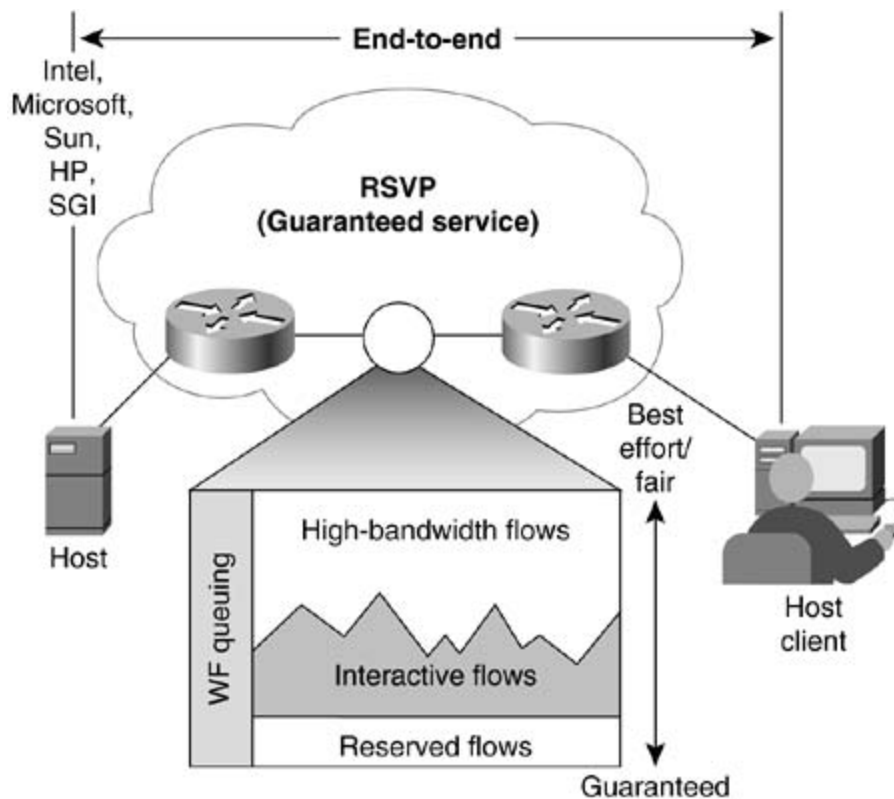 End-to-end
Intel,
Microsoft,
Sun,
HP,
SGI
RSVP
(Guaranteed service)
Best
effort/
fair
Host
WF queuing
High-bandwidth flows
Interactive flows
Reserved flows
Host
client
Guaranteed